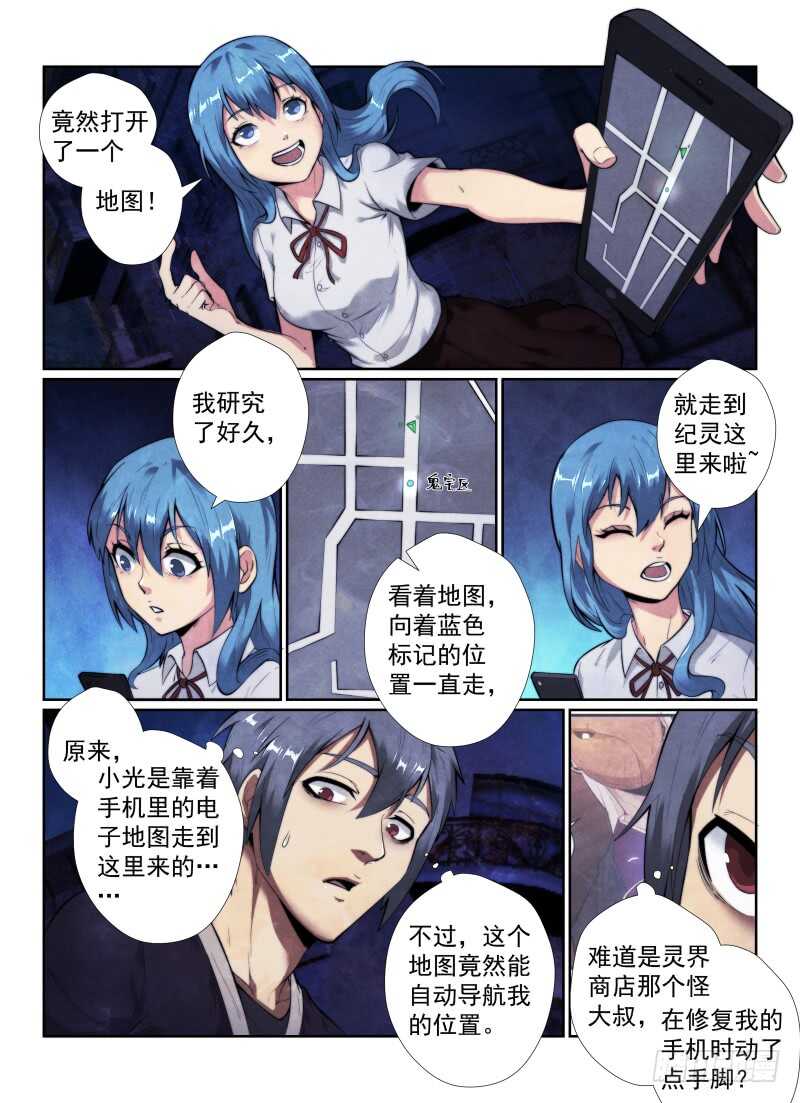 竟然打开
了一个
地图！
我研究
了好久，
鬼宅区
看着地图，
向着蓝色
标记的位
置一直走，
就走到
纪灵这
里来啦~
原来，
小光是靠着
手机里的电
子地图走到
这里来的…
…
不过，这个
地图竟然能
自动导航我
的位置。
难道是灵界
商店那个怪
大叔，在修复我的
手机时动了
点手脚？